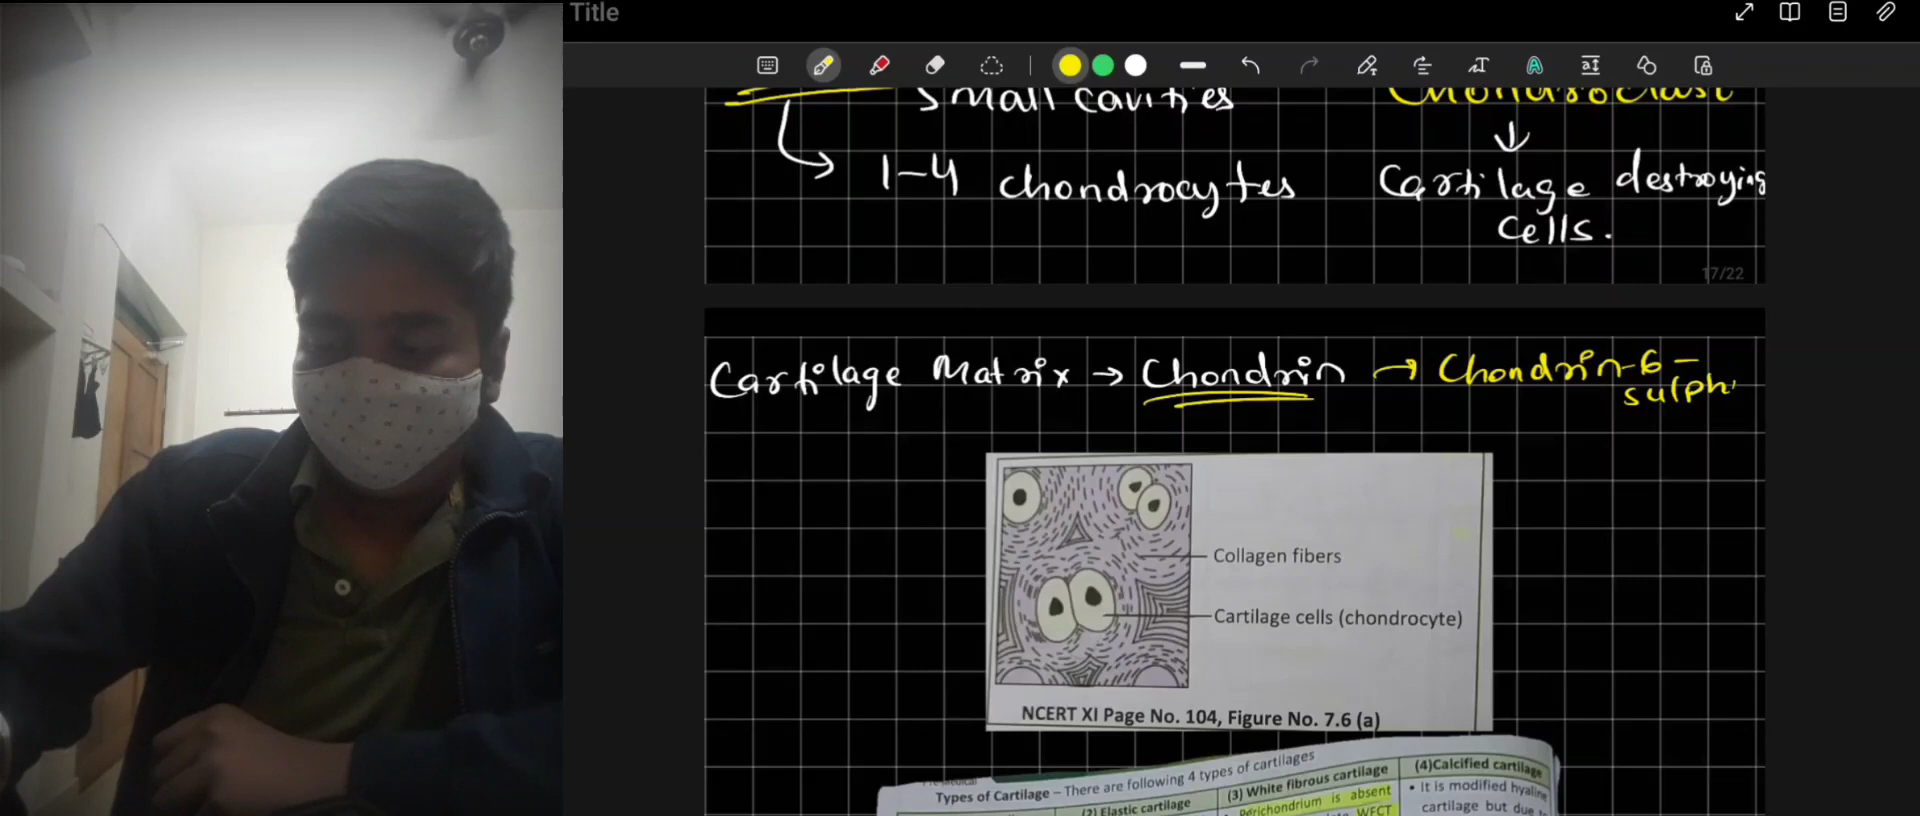 Title
small cavities
Chondroclast
1-4 chondrocytes
Cartilage destroying
cells.
17/22
Cartilage Matrix → Chondrin → Chondrin-6-
sulph
Collagen fibers
Cartilage cells (chondrocyte)
NCERT XI Page No. 104, Figure No. 7.6 (a)
Types of Cartilage – There are following 4 types of cartilages
(2) Elastic cartilage
(3) White fibrous cartilage
(4)Calcified cartilage
Perichondrium is absent
WFCT
• It is modified hyaline
cartilage but due